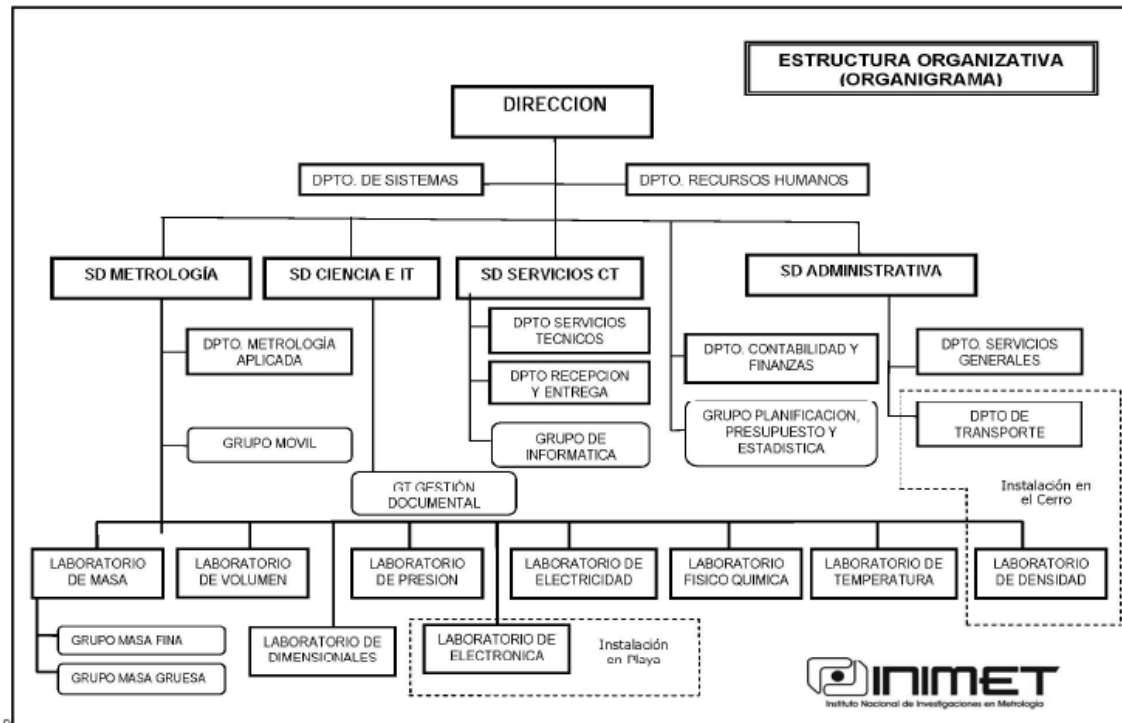 ESTRUCTURA ORGANIZATIVA
(ORGANIGRAMA)
DIRECCION
DPTO. DE SISTEMAS
DPTO. RECURSOS HUMANOS
SD METROLOGÍA
SD CIENCIA E IT
SD SERVICIOS CT
SD ADMINISTRATIVA
DPTO. METROLOGÍA
APLICADA
GRUPO MOVIL
GT GESTIÓN
DOCUMENTAL
DPTO SERVICIOS
TECNICOS
DPTO RECEPCION
Y ENTREGA
GRUPO DE
INFORMATICA
DPTO. CONTABILIDAD Y
FINANZAS
GRUPO PLANIFICACION,
PRESUPUESTO Y
ESTADISTICA
DPTO. SERVICIOS
GENERALES
DPTO DE
TRANSPORTE
Instalación en
el Cerro
LABORATORIO
DE MASA
LABORATORIO
DE VOLUMEN
LABORATORIO
DE PRESION
LABORATORIO DE
ELECTRICIDAD
LABORATORIO
FISICO QUIMICA
LABORATORIO DE
TEMPERATURA
LABORATORIO
DE DENSIDAD
GRUPO MASA FINA
GRUPO MASA GRUESA
LABORATORIO DE
DIMENSIONALES
LABORATORIO DE
ELECTRONICA
Instalación
en Playa
INIMET
Instituto Nacional de Investigaciones en Metrología